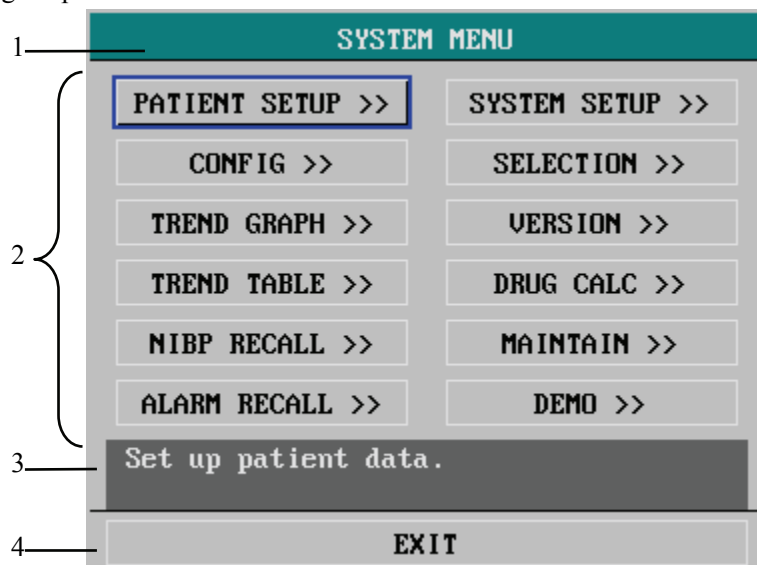 1
SYSTEM MENU
2
PATIENT SETUP >> SYSTEM SETUP >>
CONFIG >> SELECTION >>
TREND GRAPH >> VERSION >>
TREND TABLE >> DRUG CALC >>
NIBP RECALL >> MAINTAIN >>
ALARM RECALL >> DEMO >>
3
Set up patient data.
4
EXIT